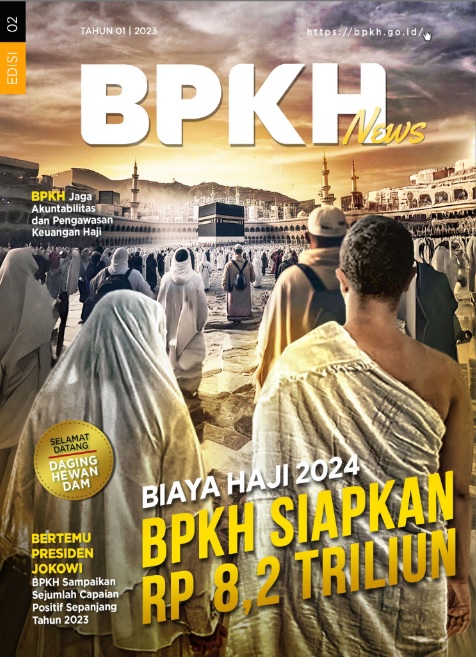 02
EDISI
TAHUN 01 | 2023
https://bpkh.go.id/
BPKH
News
BPKH Jaga
Akuntabilitas
dan Pengawasan
Keuangan Haji
SELAMAT
DATANG
DAGING
HEWAN
DAM
BIAYA HAJI 2024
BPKH SIAPKAN
RP 8,2 TRILIUN
BERTEMU
PRESIDEN
JOKOWI
BPKH Sampaikan
Sejumlah Capaian
Positif Sepanjang
Tahun 2023